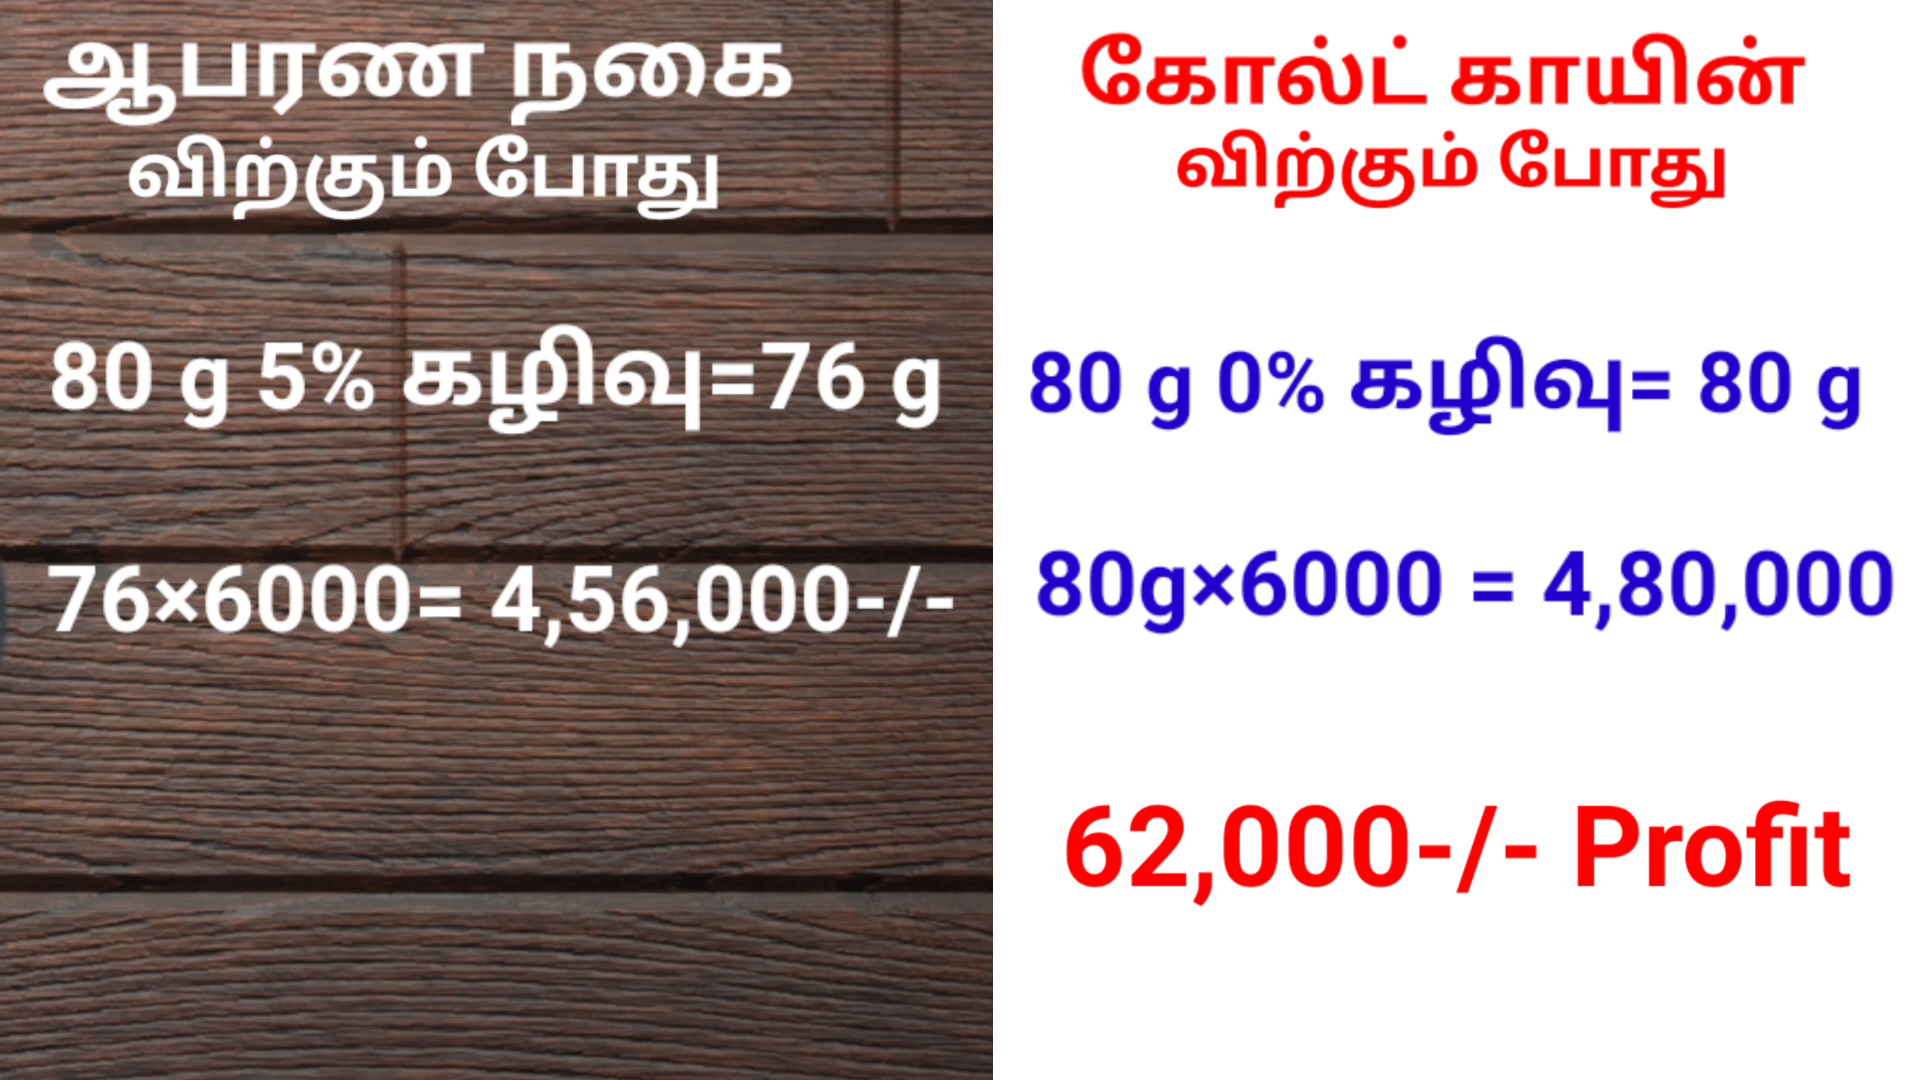 ஆபரண நகை
விற்கும் போது
80 g 5% கழிவு=76 g
76×6000= 4,56,000-/-
கோல்ட் காயின்
விற்கும் போது
80 g 0% கழிவு= 80 g
80g×6000 = 4,80,000
62,000-/- Profit